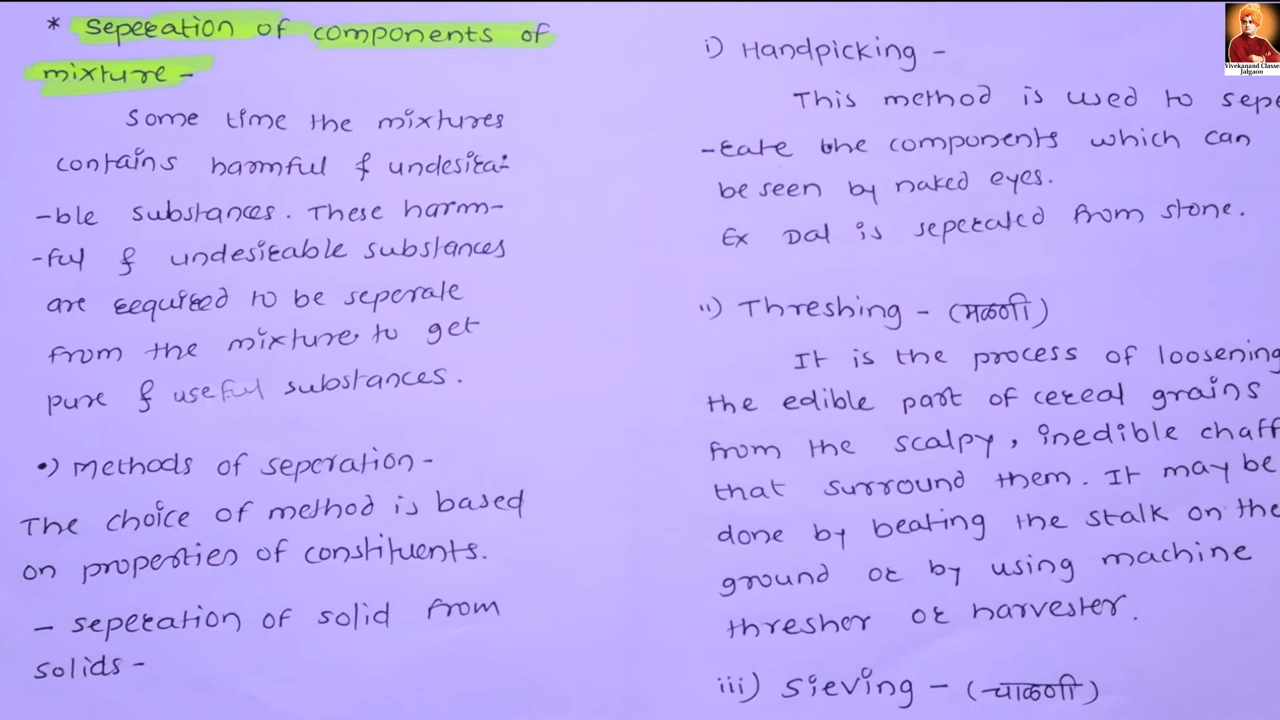 * Seperation of components of
mixture -
Some time the mixtures
contains harmful & undesira-
-ble substances. These harm-
-ful & undesirable substances
are required to be seperate
from the mixture to get
pure & useful substances.
•) Methods of seperation -
The choice of method is based
on properties of constituents.
- seperation of solid from
solids -
i) Handpicking -
This method is used to sepe
-rate the components which can
be seen by naked eyes.
Ex Dal is seperated from stone.
ii) Threshing - (मळणी)
It is the process of loosening
the edible part of cereal grains
from the scalpy, inedible chaff
that surround them. It may be
done by beating the stalk on the
ground or by using machine
thresher or harvester.
iii) Sieving - (चाळणी)
Vivekanand Classes
Jalgaon